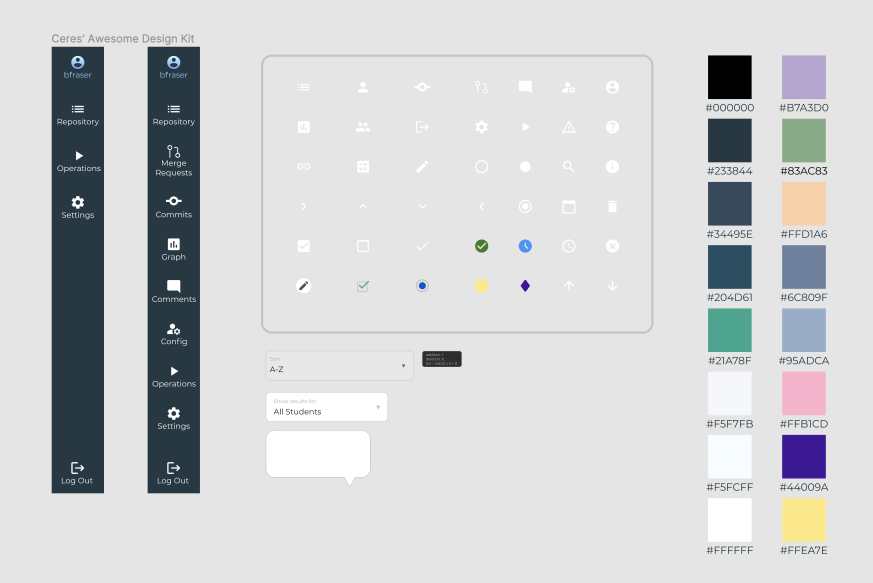 Ceres' Awesome Design Kit
bfraser
Repository
Operations
Settings
Log Out
bfraser
Repository
Merge
Requests
Commits
Graph
Comments
Config
Operations
Settings
Log Out
Sort
A-Z
Show results for
All Students
#000000
#B7A3D0
#233844
#83AC83
#34495E
#FFD1A6
#204D61
#6C809F
#21A78F
#95ADCA
#F5F7FB
#FFB1CD
#F5FCFF
#44009A
#FFFFFF
#FFEA7E